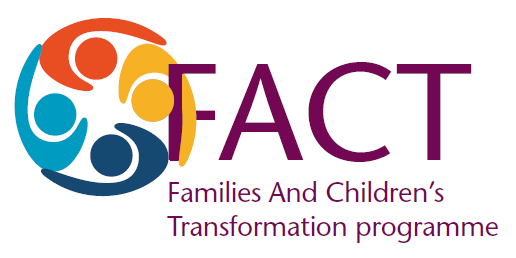 FACT
Families And Children's
Transformation programme